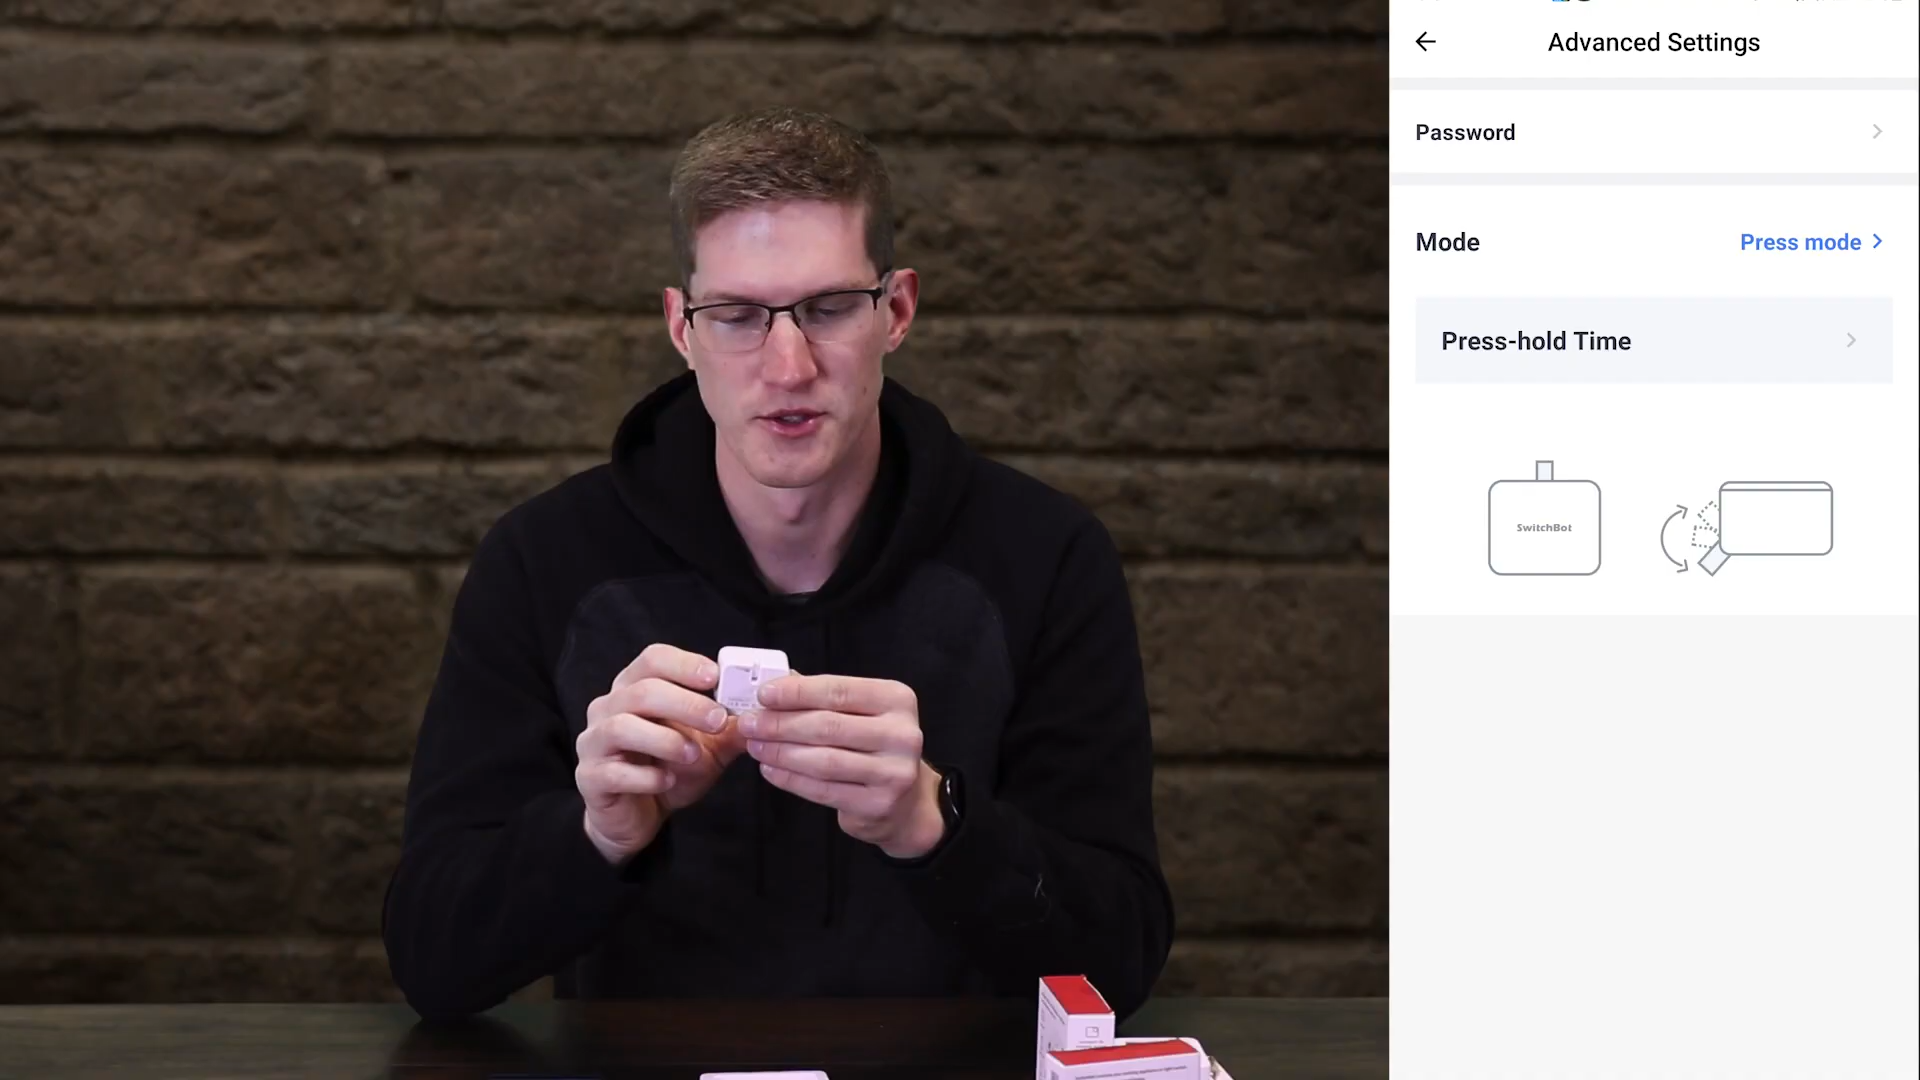 Advanced Settings
Password
Mode
Press mode
Press-hold Time
SwitchBot